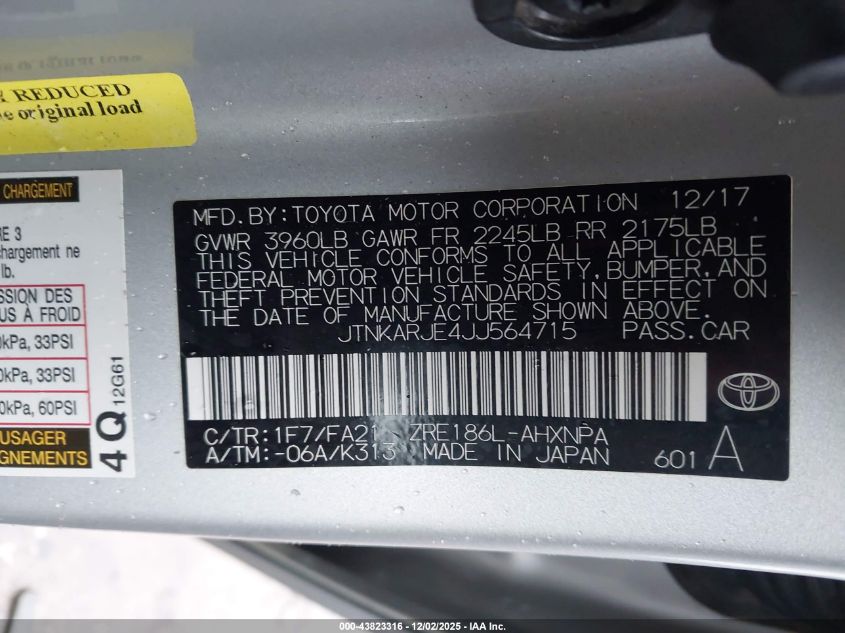 REDUCED
original load
CHARGEMENT
RE 3
chargement ne
lb.
SSION DES
US À FROID
kPa, 33PSI
0kPa, 33PSI
0kPa, 60PSI
USAGER
GNEMENTS
4Q
12G61
MFD.BY:TOYOTA MOTOR CORPORATION 12/17
GVWR 3960LB GAWR FR 2245LB RR 2175LB
THIS VEHICLE CONFORMS TO ALL APPLICABLE
FEDERAL MOTOR VEHICLE SAFETY,BUMPER,AND
THEFT PREVENTION STANDARDS IN EFFECT ON
THE DATE OF MANUFACTURE SHOWN ABOVE.
JTNKARJE4JJ564715 PASS.CAR
C/TR:1F7/FA21 ZRE186L-AHXNPA
A/TM:-06A/K313 MADE IN JAPAN 601 A
000-43823316 - 12/02/2025 - IAA Inc.